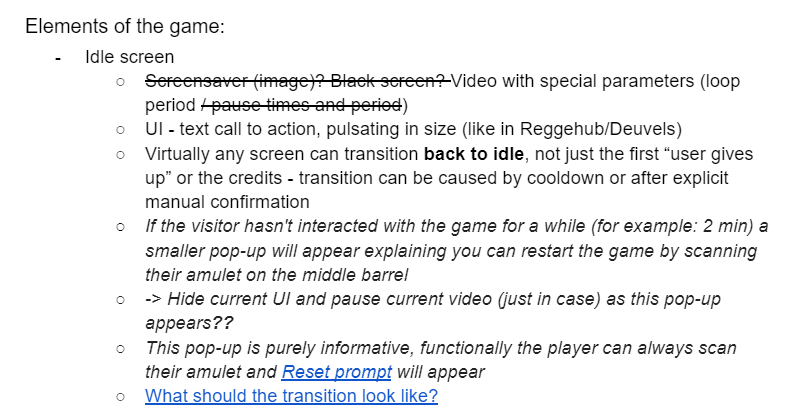 Elements of the game:
- Idle screen
○ Screensaver (image)? Black screen? Video with special parameters (loop
period / pause times and period)
○ UI - text call to action, pulsating in size (like in Reggehub/Deuvels)
○ Virtually any screen can transition back to idle, not just the first “user gives
up” or the credits - transition can be caused by cooldown or after explicit
manual confirmation
○ If the visitor hasn't interacted with the game for a while (for example: 2 min) a
smaller pop-up will appear explaining you can restart the game by scanning
their amulet on the middle barrel
○ -> Hide current UI and pause current video (just in case) as this pop-up
appears??
○ This pop-up is purely informative, functionally the player can always scan
their amulet and Reset prompt will appear
○ What should the transition look like?